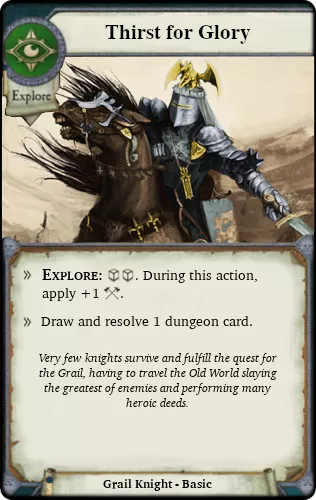 Thirst for Glory
Explore
» EXPLORE: . During this action,
apply +1 .
» Draw and resolve 1 dungeon card.
Very few knights survive and fulfill the quest for
the Grail, having to travel the Old World slaying
the greatest of enemies and performing many
heroic deeds.
Grail Knight - Basic